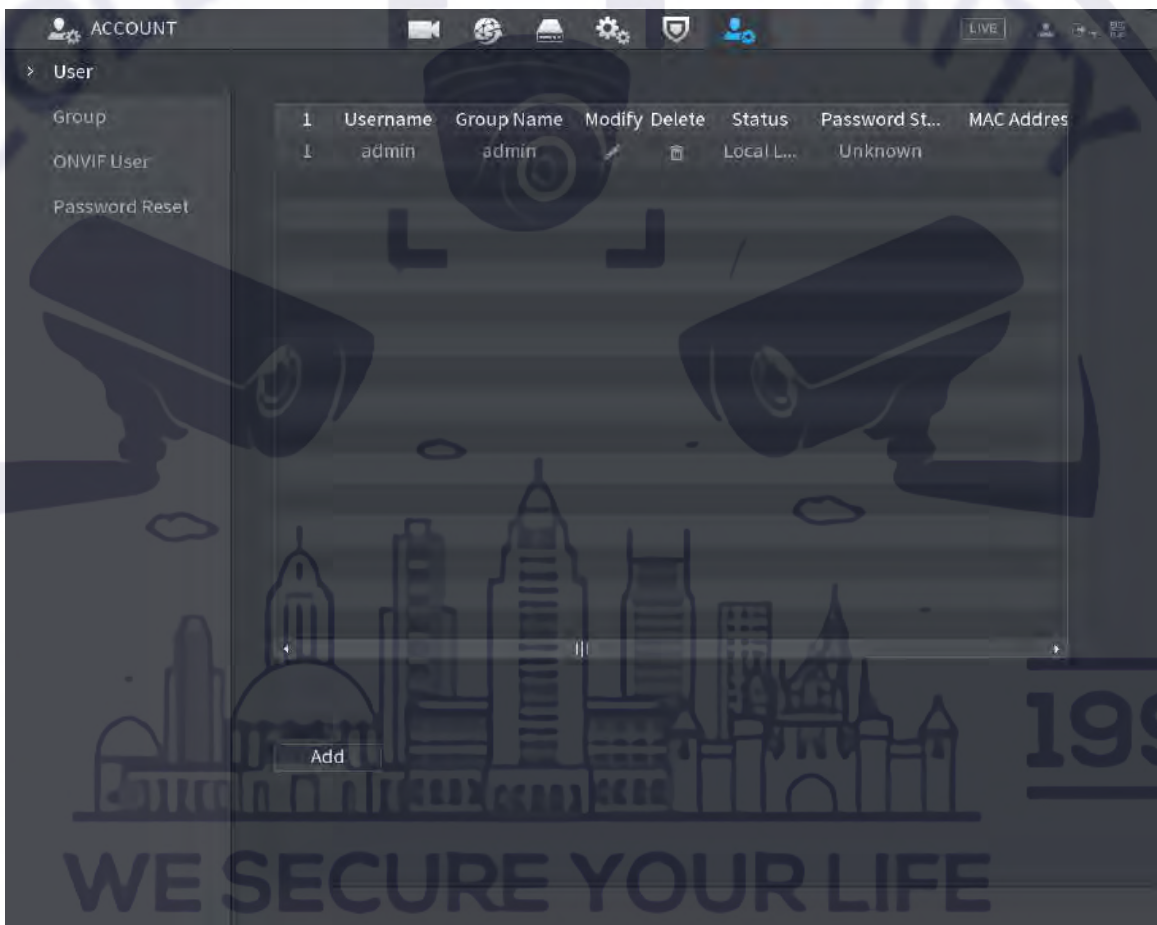 ACCOUNT
LIVE
> User
Group
ONVIF User
Password Reset
1 Username Group Name Modify Delete Status Password St... MAC Addres
1 admin admin Local L... Unknown
Add
199
WE SECURE YOUR LIFE